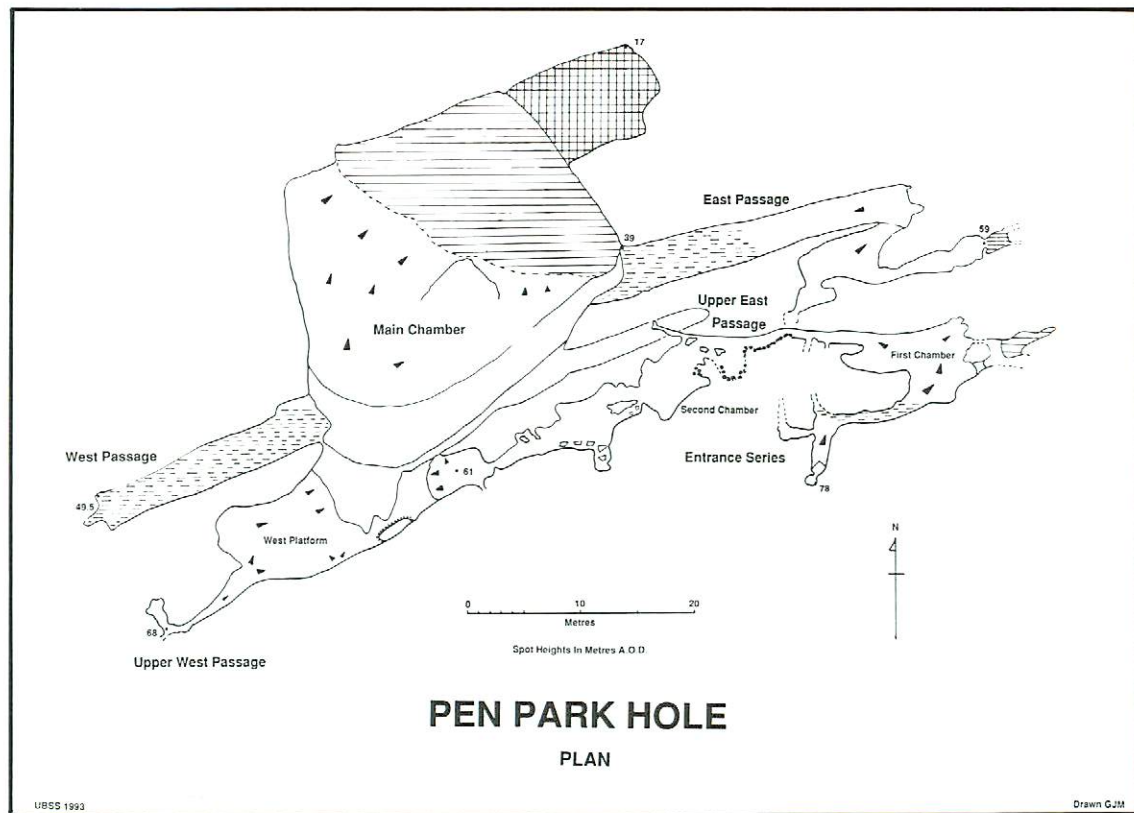 17
East Passage
39
59
Upper East
Passage
Main Chamber
First Chamber
Second Chamber
West Passage
61
Entrance Series
78
49.5
West Platform
N
68
0 10 20
Metres
Spot Heights In Metres A.O.D.
Upper West Passage
PEN PARK HOLE
PLAN
UBSS 1993
Drawn GJM